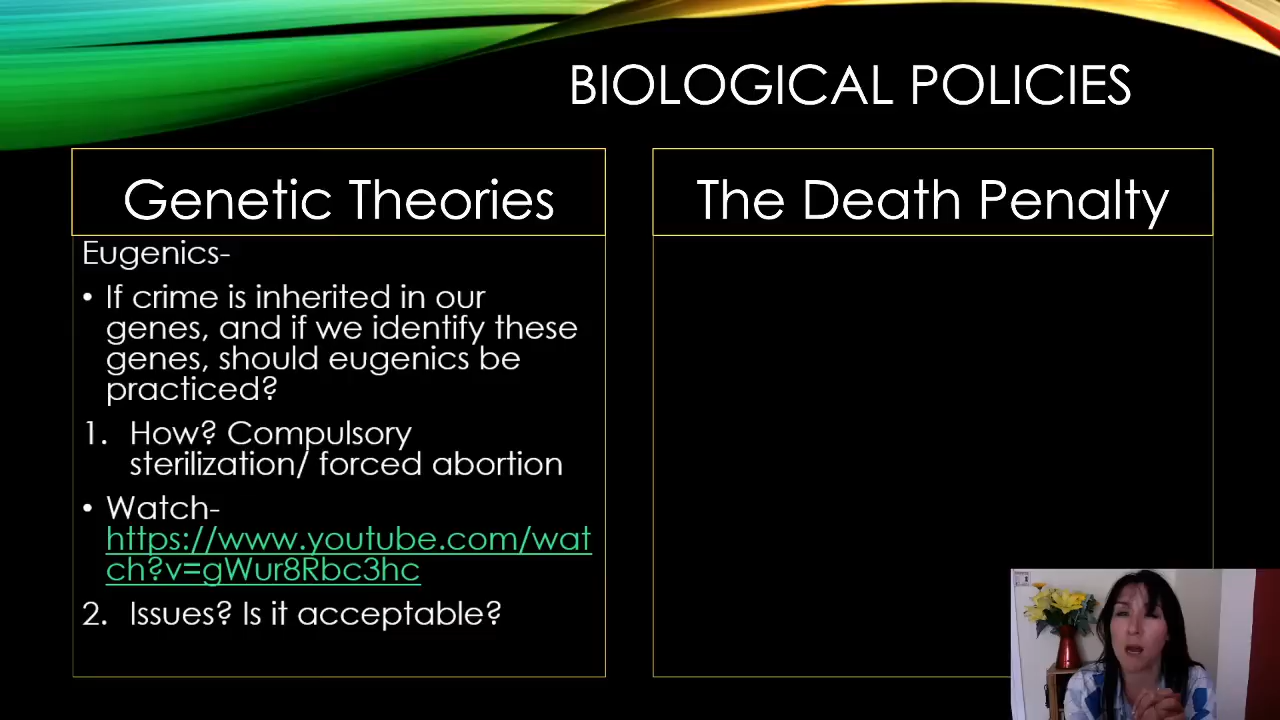 BIOLOGICAL POLICIES
Genetic Theories
Eugenics-
• If crime is inherited in our
genes, and if we identify these
genes, should eugenics be
practiced?
1. How? Compulsory
sterilization/ forced abortion
• Watch-
https://www.youtube.com/wat
ch?v=gWur8Rbc3hc
2. Issues? Is it acceptable?
The Death Penalty